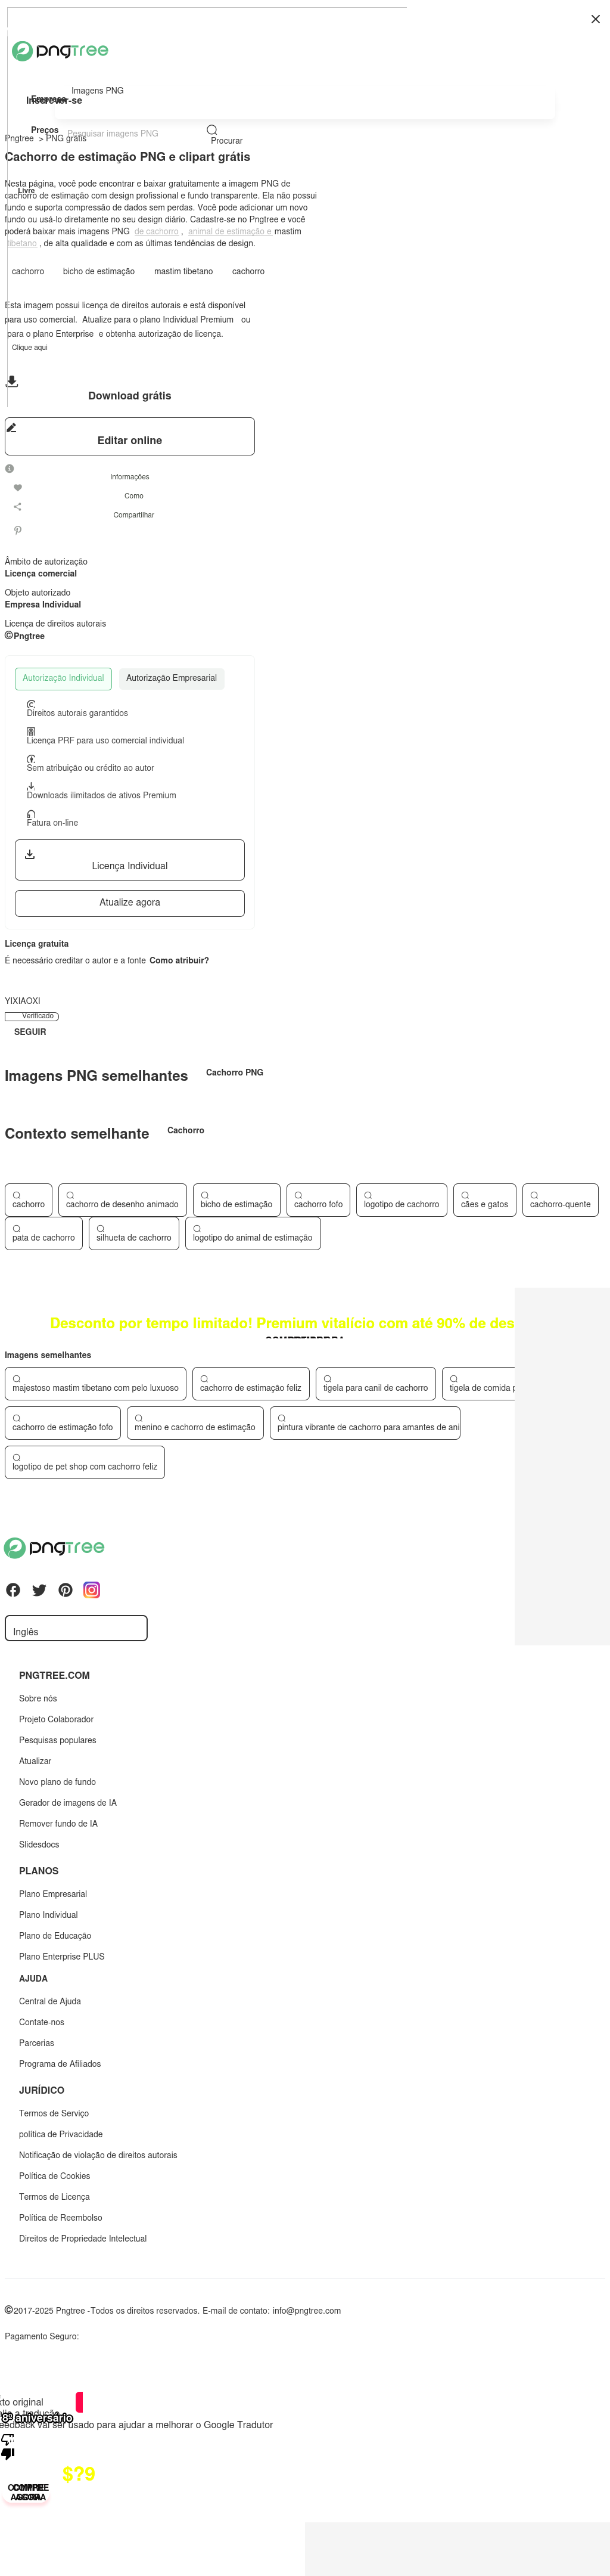 pngtree
Imagens PNG
Empresa
Inscrever-se
Preços
Pesquisar imagens PNG
Procurar
Pngtree > PNG grátis
Cachorro de estimação PNG e clipart grátis
Nesta página, você pode encontrar e baixar gratuitamente a imagem PNG de
Livre
cachorro de estimação com design profissional e fundo transparente. Ela não possui
fundo e suporta compressão de dados sem perdas. Você pode adicionar um novo
fundo ou usá-lo diretamente no seu design diário. Cadastre-se no Pngtree e você
poderá baixar mais imagens PNG de cachorro , animal de estimação e mastim
tibetano , de alta qualidade e com as últimas tendências de design.
cachorro bicho de estimação mastim tibetano cachorro
Esta imagem possui licença de direitos autorais e está disponível
para uso comercial. Atualize para o plano Individual Premium ou
para o plano Enterprise e obtenha autorização de licença.
Clique aqui
Download grátis
Editar online
Informações
Como
Compartilhar
Âmbito de autorização
Licença comercial
Objeto autorizado
Empresa Individual
Licença de direitos autorais
©Pngtree
Autorização Individual Autorização Empresarial
Direitos autorais garantidos
Licença PRF para uso comercial individual
Sem atribuição ou crédito ao autor
Downloads ilimitados de ativos Premium
Fatura on-line
Licença Individual
Atualize agora
Licença gratuita
É necessário creditar o autor e a fonte Como atribuir?
YIXIAOXI
Verificado
SEGUIR
Imagens PNG semelhantes Cachorro PNG
Contexto semelhante Cachorro
cachorro cachorro de desenho animado bicho de estimação cachorro fofo logotipo de cachorro cães e gatos cachorro-quente
pata de cachorro silhueta de cachorro logotipo do animal de estimação
Desconto por tempo limitado! Premium vitalício com até 90% de des
Imagens semelhantes
majestoso mastim tibetano com pelo luxuoso cachorro de estimação feliz tigela para canil de cachorro tigela de comida p
cachorro de estimação fofo menino e cachorro de estimação pintura vibrante de cachorro para amantes de ani
logotipo de pet shop com cachorro feliz
pngtree
Inglês
PNGTREE.COM
Sobre nós
Projeto Colaborador
Pesquisas populares
Atualizar
Novo plano de fundo
Gerador de imagens de IA
Remover fundo de IA
Slidesdocs
PLANOS
Plano Empresarial
Plano Individual
Plano de Educação
Plano Enterprise PLUS
AJUDA
Central de Ajuda
Contate-nos
Parcerias
Programa de Afiliados
JURÍDICO
Termos de Serviço
política de Privacidade
Notificação de violação de direitos autorais
Política de Cookies
Termos de Licença
Política de Reembolso
Direitos de Propriedade Intelectual
©2017-2025 Pngtree -Todos os direitos reservados. E-mail de contato: info@pngtree.com
Pagamento Seguro:
xto original
8º aniversário
eedback vai ser usado para ajudar a melhorar o Google Tradutor
$?9
COMPRE
AGORA